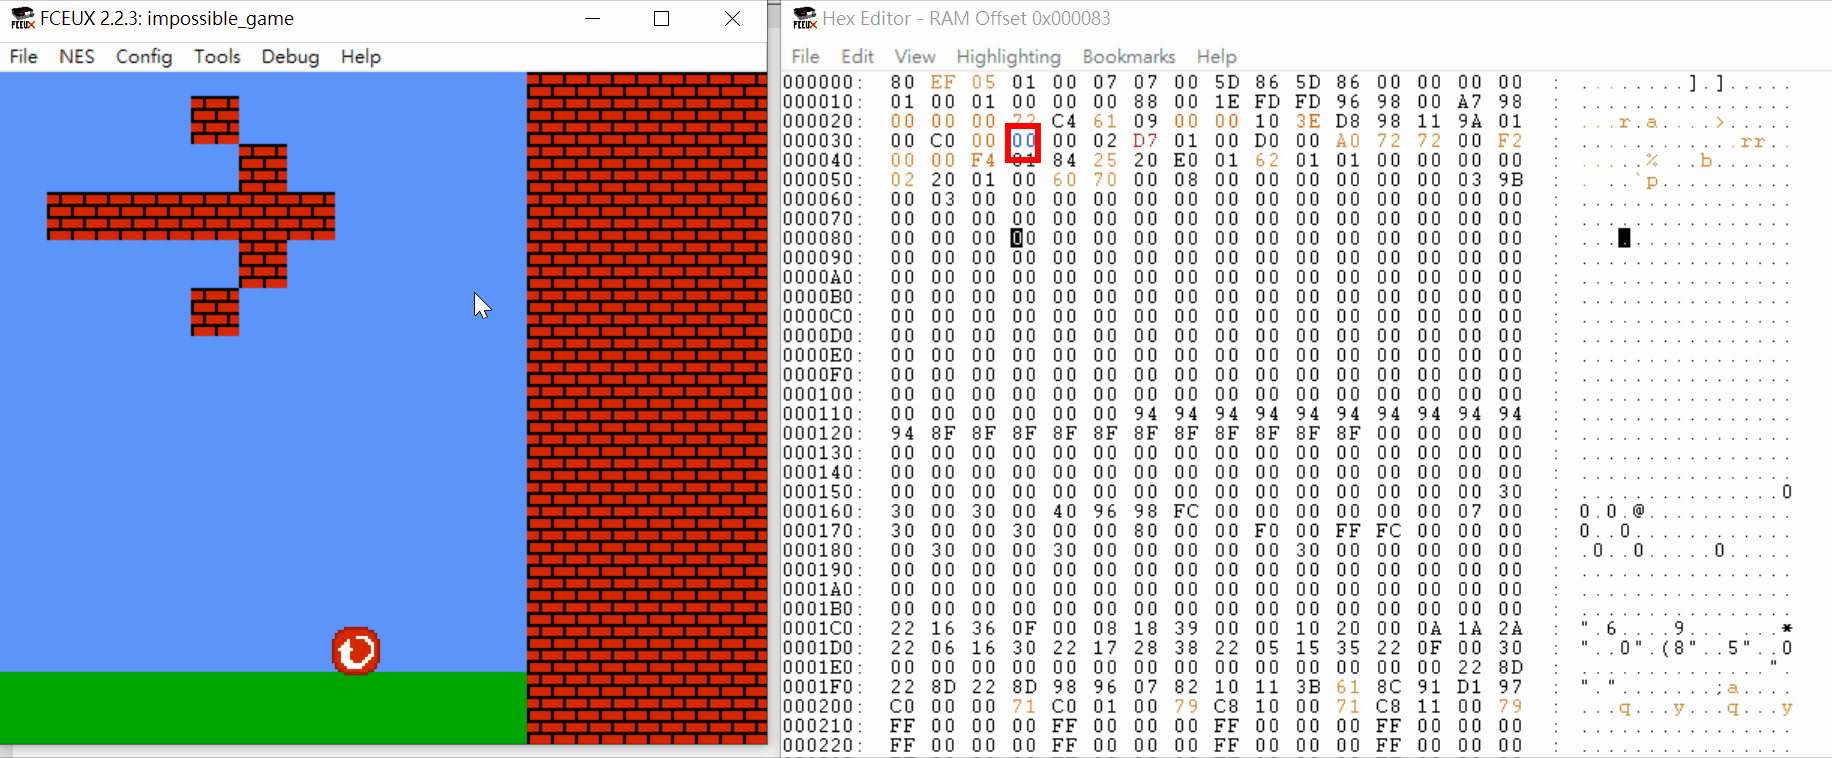 FCEUX 2.2.3: impossible_game
File NES Config Tools Debug Help
Hex Editor - RAM Offset 0x000083
File Edit View Highlighting Bookmarks Help
000000: 80 EF 05 01 00 07 07 00 5D 86 5D 86 00 00 00 00 : ........].].....
000010: 01 00 01 00 00 00 88 00 1E FD FD 96 98 00 A7 98 : ................
000020: 00 00 00 72 C4 61 09 00 00 10 3E D8 98 11 9A 01 : ...r.a....>.....
000030: 00 C0 00 00 00 02 D7 01 00 D0 00 A0 72 72 00 F2 : ............rr..
000040: 00 00 F4 01 84 25 20 E0 01 62 01 01 00 00 00 00 : .....% ..b......
000050: 02 20 01 00 60 70 00 08 00 00 00 00 00 00 03 9B : . ..`p..........
000060: 00 03 00 00 00 00 00 00 00 00 00 00 00 00 00 00 : ................
000070: 00 00 00 00 00 00 00 00 00 00 00 00 00 00 00 00 : ................
000080: 00 00 00 00 00 00 00 00 00 00 00 00 00 00 00 00 : ................
000090: 00 00 00 00 00 00 00 00 00 00 00 00 00 00 00 00 : ................
0000A0: 00 00 00 00 00 00 00 00 00 00 00 00 00 00 00 00 : ................
0000B0: 00 00 00 00 00 00 00 00 00 00 00 00 00 00 00 00 : ................
0000C0: 00 00 00 00 00 00 00 00 00 00 00 00 00 00 00 00 : ................
0000D0: 00 00 00 00 00 00 00 00 00 00 00 00 00 00 00 00 : ................
0000E0: 00 00 00 00 00 00 00 00 00 00 00 00 00 00 00 00 : ................
0000F0: 00 00 00 00 00 00 00 00 00 00 00 00 00 00 00 00 : ................
000100: 00 00 00 00 00 00 00 00 00 00 00 00 00 00 00 00 : ................
000110: 00 00 00 00 00 00 94 94 94 94 94 94 94 94 94 94 : ................
000120: 94 8F 8F 8F 8F 8F 8F 8F 8F 8F 8F 8F 00 00 00 00 : ................
000130: 00 00 00 00 00 00 00 00 00 00 00 00 00 00 00 00 : ................
000140: 00 00 00 00 00 00 00 00 00 00 00 00 00 00 00 00 : ................
000150: 00 00 00 00 00 00 00 00 00 00 00 00 00 00 00 30 : ...............0
000160: 30 00 30 00 40 96 98 FC 00 00 00 00 00 00 07 00 : 0.0.@...........
000170: 30 00 00 30 00 00 80 00 00 F0 00 FF FC 00 00 00 : 0..0............
000180: 00 30 00 00 30 00 00 00 00 00 30 00 00 00 00 00 : .0..0.....0.....
000190: 00 00 00 00 00 00 00 00 00 00 00 00 00 00 00 00 : ................
0001A0: 00 00 00 00 00 00 00 00 00 00 00 00 00 00 00 00 : ................
0001B0: 00 00 00 00 00 00 00 00 00 00 00 00 00 00 00 00 : ................
0001C0: 22 16 36 0F 00 08 18 39 00 00 10 20 00 0A 1A 2A : ".6....9... ...*
0001D0: 22 06 16 30 22 17 28 38 22 05 15 35 22 0F 00 30 : "..0".(8"..5"..0
0001E0: 00 00 00 00 00 00 00 00 00 00 00 00 00 00 22 8D : ..............".
0001F0: 22 8D 22 8D 98 96 07 82 10 11 3B 61 8C 91 D1 97 : ".".......;a....
000200: C0 00 00 71 C0 01 00 79 C8 10 00 71 C8 11 00 79 : ...q...y...q...y
000210: FF 00 00 00 FF 00 00 00 FF 00 00 00 FF 00 00 00 : ................
000220: FF 00 00 00 FF 00 00 00 FF 00 00 00 FF 00 00 00 : ................